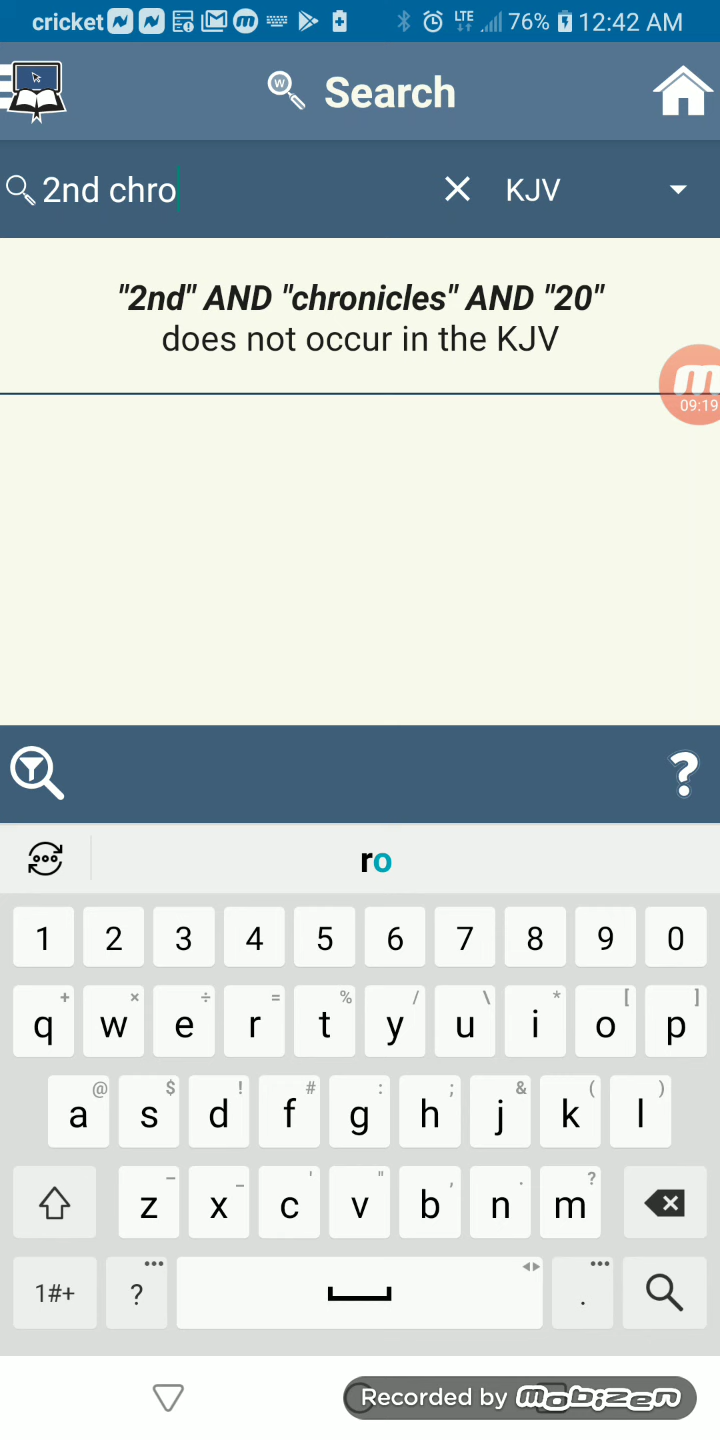 cricket LTE 76% 12:42 AM
W Search
2nd chro KJV
"2nd" AND "chronicles" AND "20"
does not occur in the KJV
m
09:19
?
ro
1 2 3 4 5 6 7 8 9 0
+ × ÷ = % / \ * [ ]
q w e r t y u i o p
@ $ ! # : ; & ( )
a s d f g h j k l
– _ ' " , . ?
z x c v b n m
1#+ ? .
Recorded by mobizen